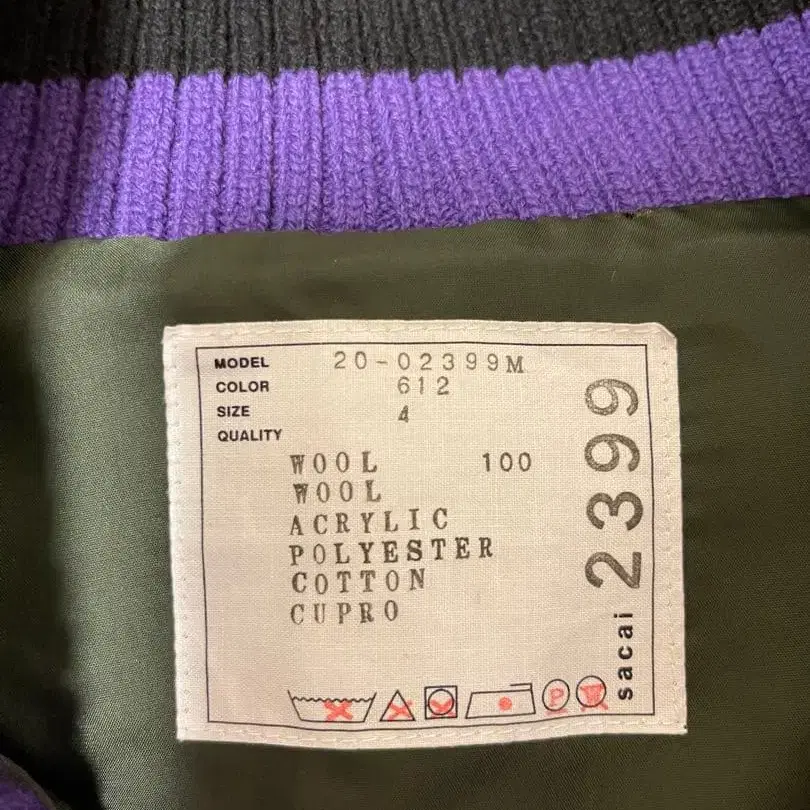 MODEL 20-02399M
COLOR 612
SIZE 4
QUALITY
WOOL 100
WOOL
ACRYLIC
POLYESTER
COTTON
CUPRO
P
sacai 2399